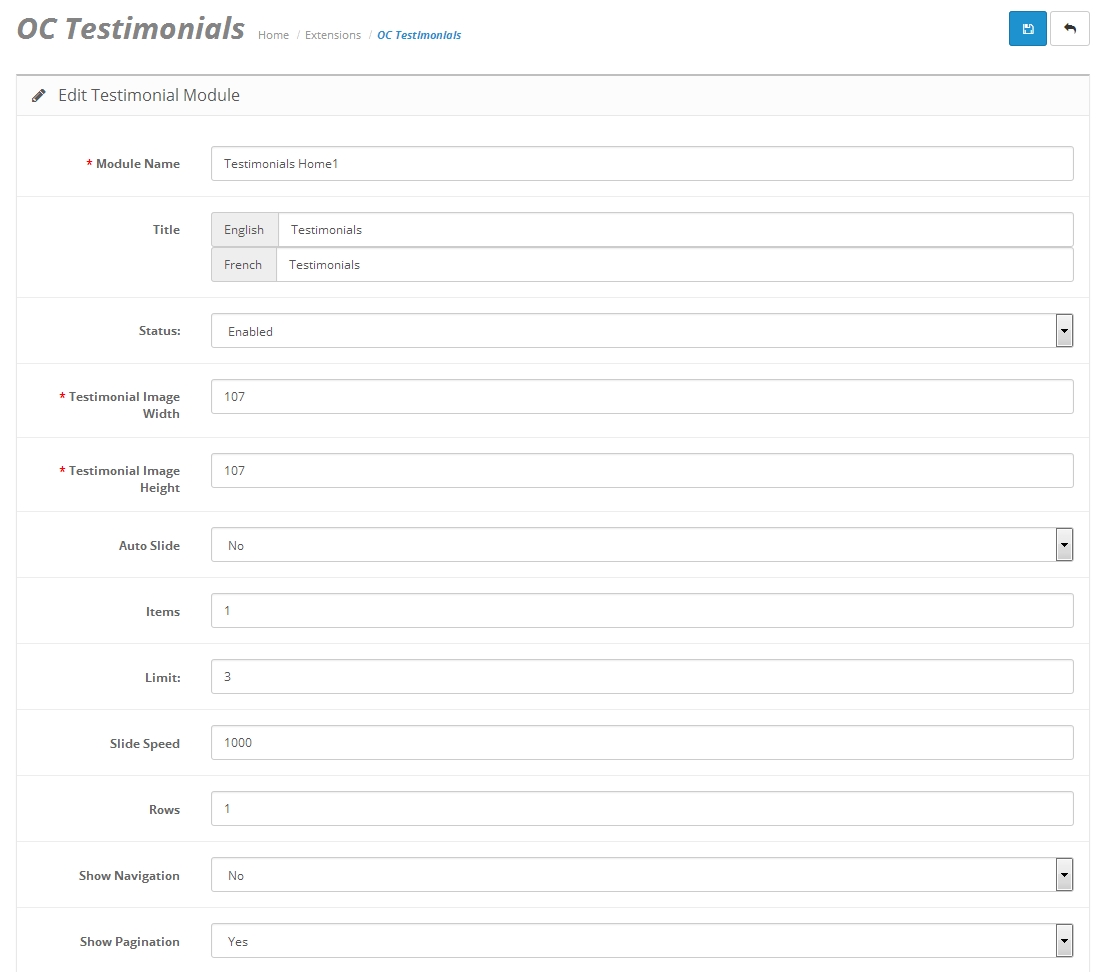 OC Testimonials Home / Extensions / OC Testimonials
Edit Testimonial Module
* Module Name Testimonials Home1
Title English Testimonials
French Testimonials
Status: Enabled
* Testimonial Image Width 107
* Testimonial Image Height 107
Auto Slide No
Items 1
Limit: 3
Slide Speed 1000
Rows 1
Show Navigation No
Show Pagination Yes